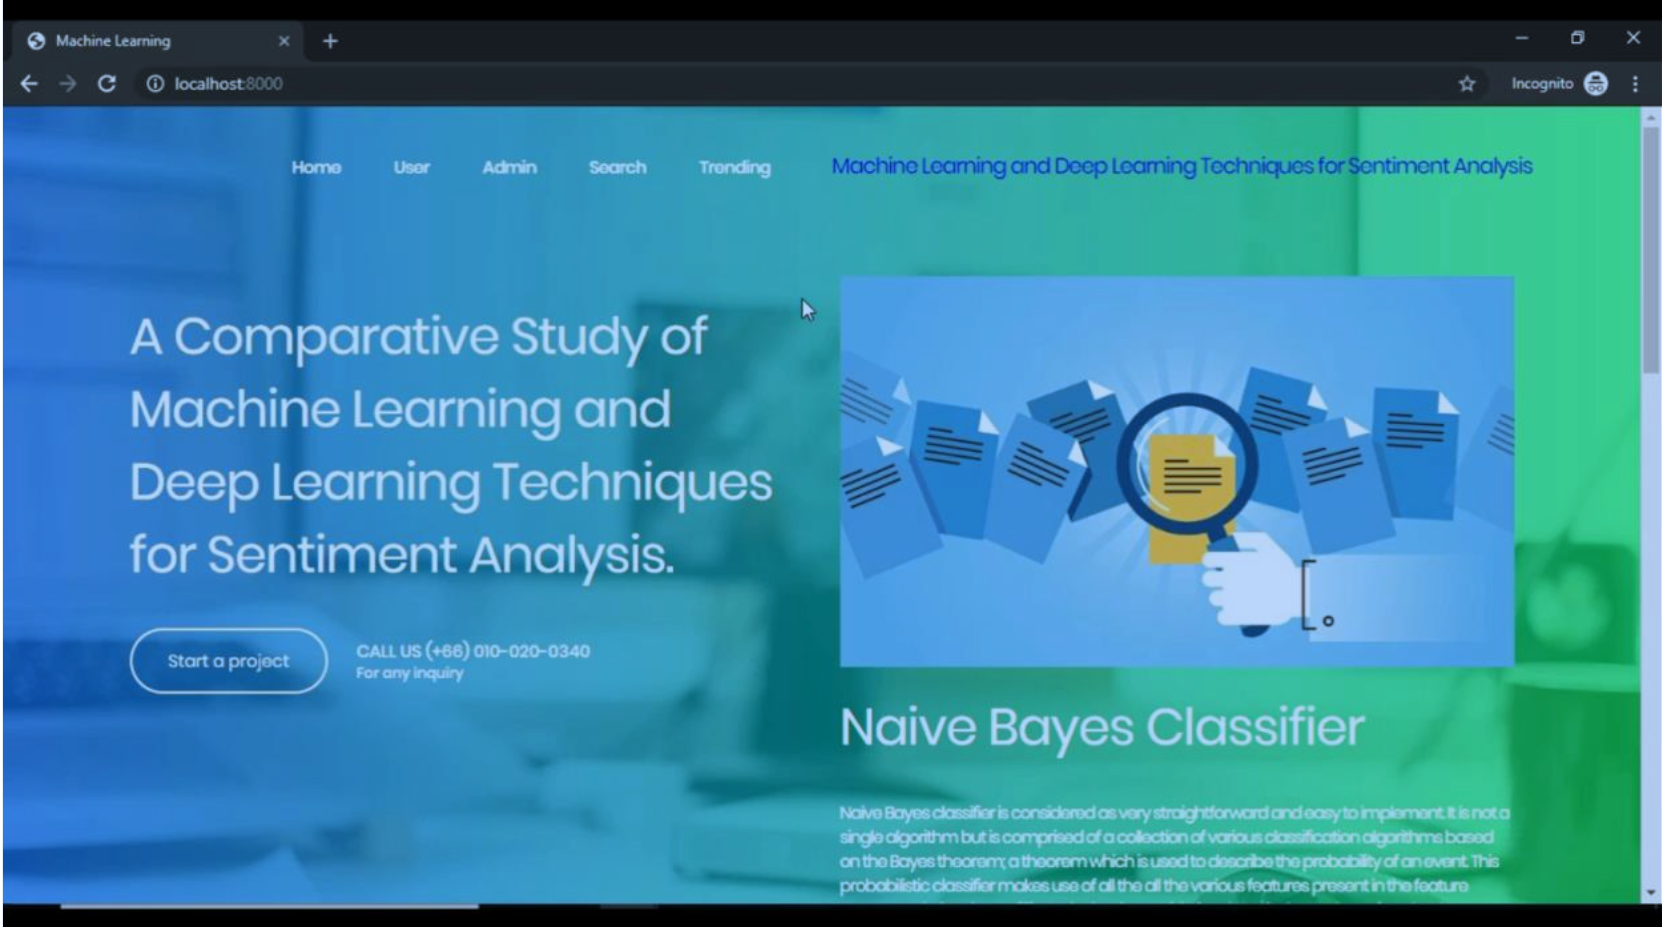 Machine Learning
localhost:8000
Incognito
Home User Admin Search Trending Machine Learning and Deep Learning Techniques for Sentiment Analysis
A Comparative Study of
Machine Learning and
Deep Learning Techniques
for Sentiment Analysis.
Start a project
CALL US (+66) 010-020-0340
For any inquiry
Naive Bayes Classifier
Naive Bayes classifier is considered as very straightforward and easy to implement. It is not a
single algorithm but is comprised of a collection of various classification algorithms based
on the Bayes theorem; a theorem which is used to describe the probability of an event. This
probabilistic classifier makes use of all the all the various features present in the feature